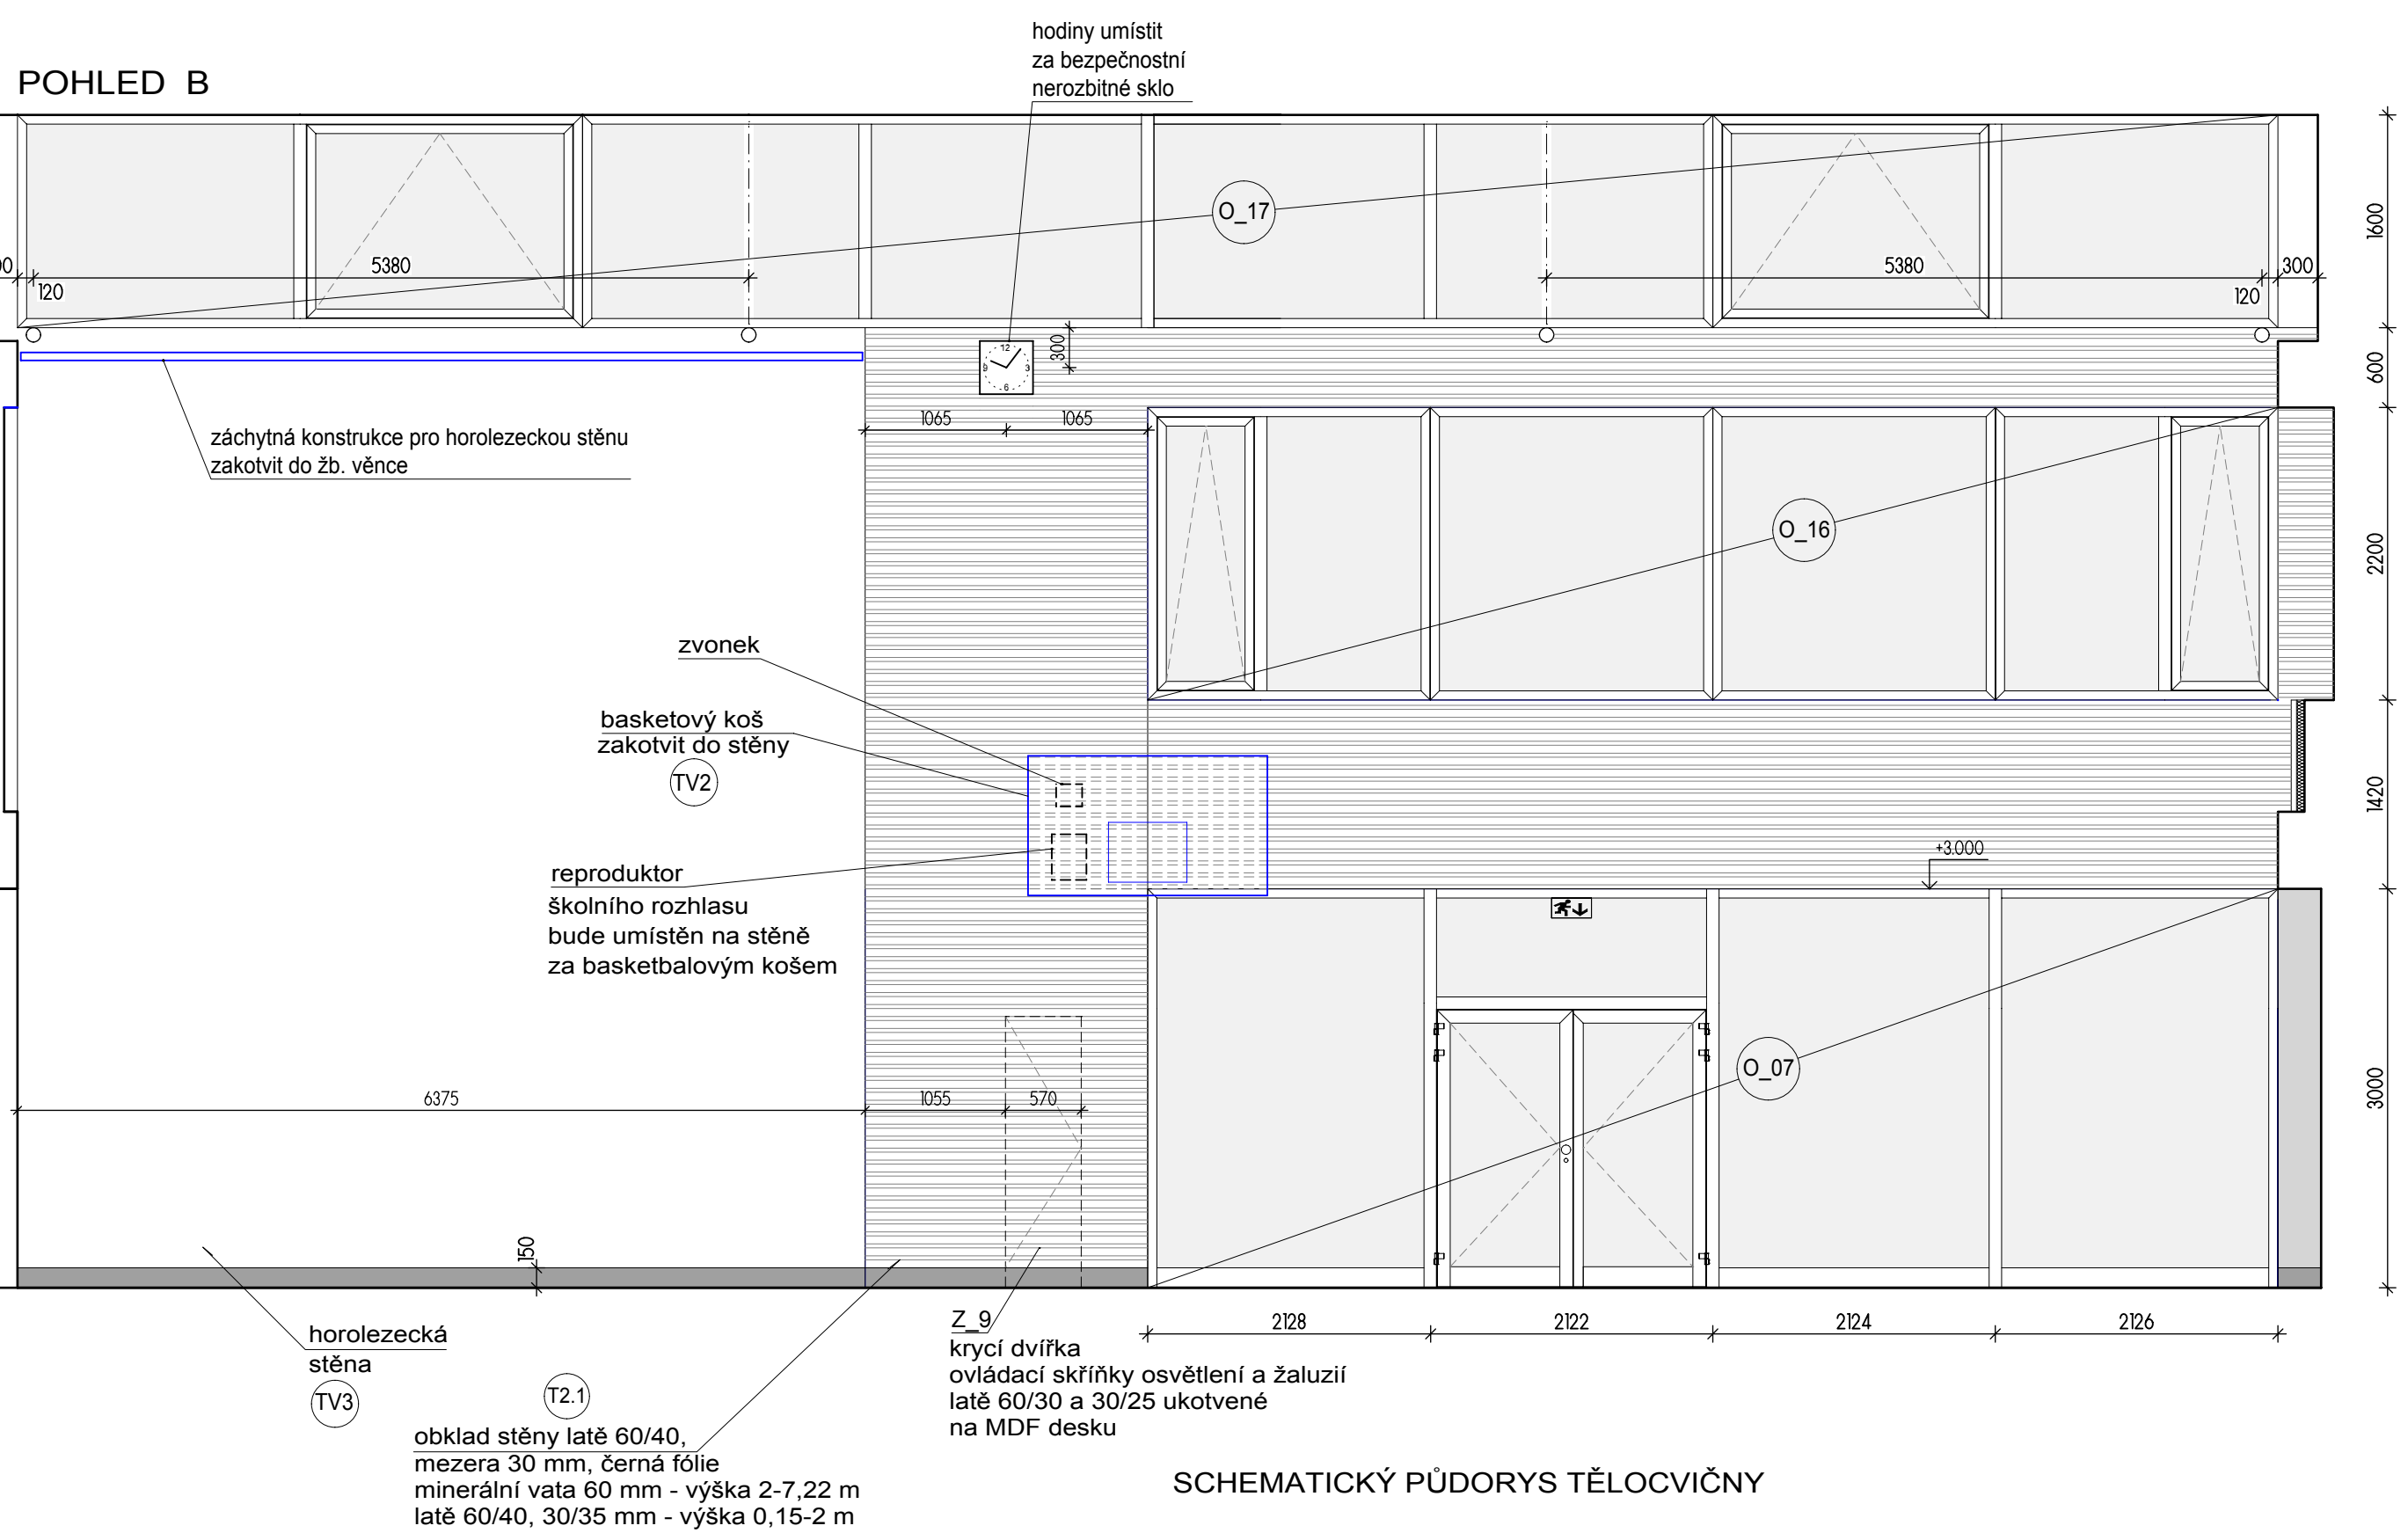 hodiny umístit
za bezpečnostní
nerozbitné sklo
POHLED B
O_17
1600
5380
120
5380
120
300
12
3
6
9
300
600
1065
1065
záchytná konstrukce pro horolezeckou stěnu
zakotvit do žb. věnce
O_16
2200
zvonek
basketový koš
zakotvit do stěny
TV2
1420
+3.000
reproduktor
školního rozhlasu
bude umístěn na stěně
za basketbalovým košem
O_07
3000
6375
1055
570
150
2128
2122
2124
2126
horolezecká
stěna
TV3
Z_9
krycí dvířka
ovládací skříňky osvětlení a žaluzií
latě 60/30 a 30/25 ukotvené
na MDF desku
T2.1
obklad stěny latě 60/40,
mezera 30 mm, černá fólie
minerální vata 60 mm - výška 2-7,22 m
latě 60/40, 30/35 mm - výška 0,15-2 m
SCHEMATICKÝ PŮDORYS TĚLOCVIČNY